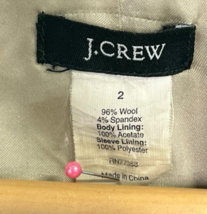 J.CREW
2
96% Wool
4% Spandex
Body Lining:
100% Acetate
Sleeve Lining:
100% Polyester
Made in China